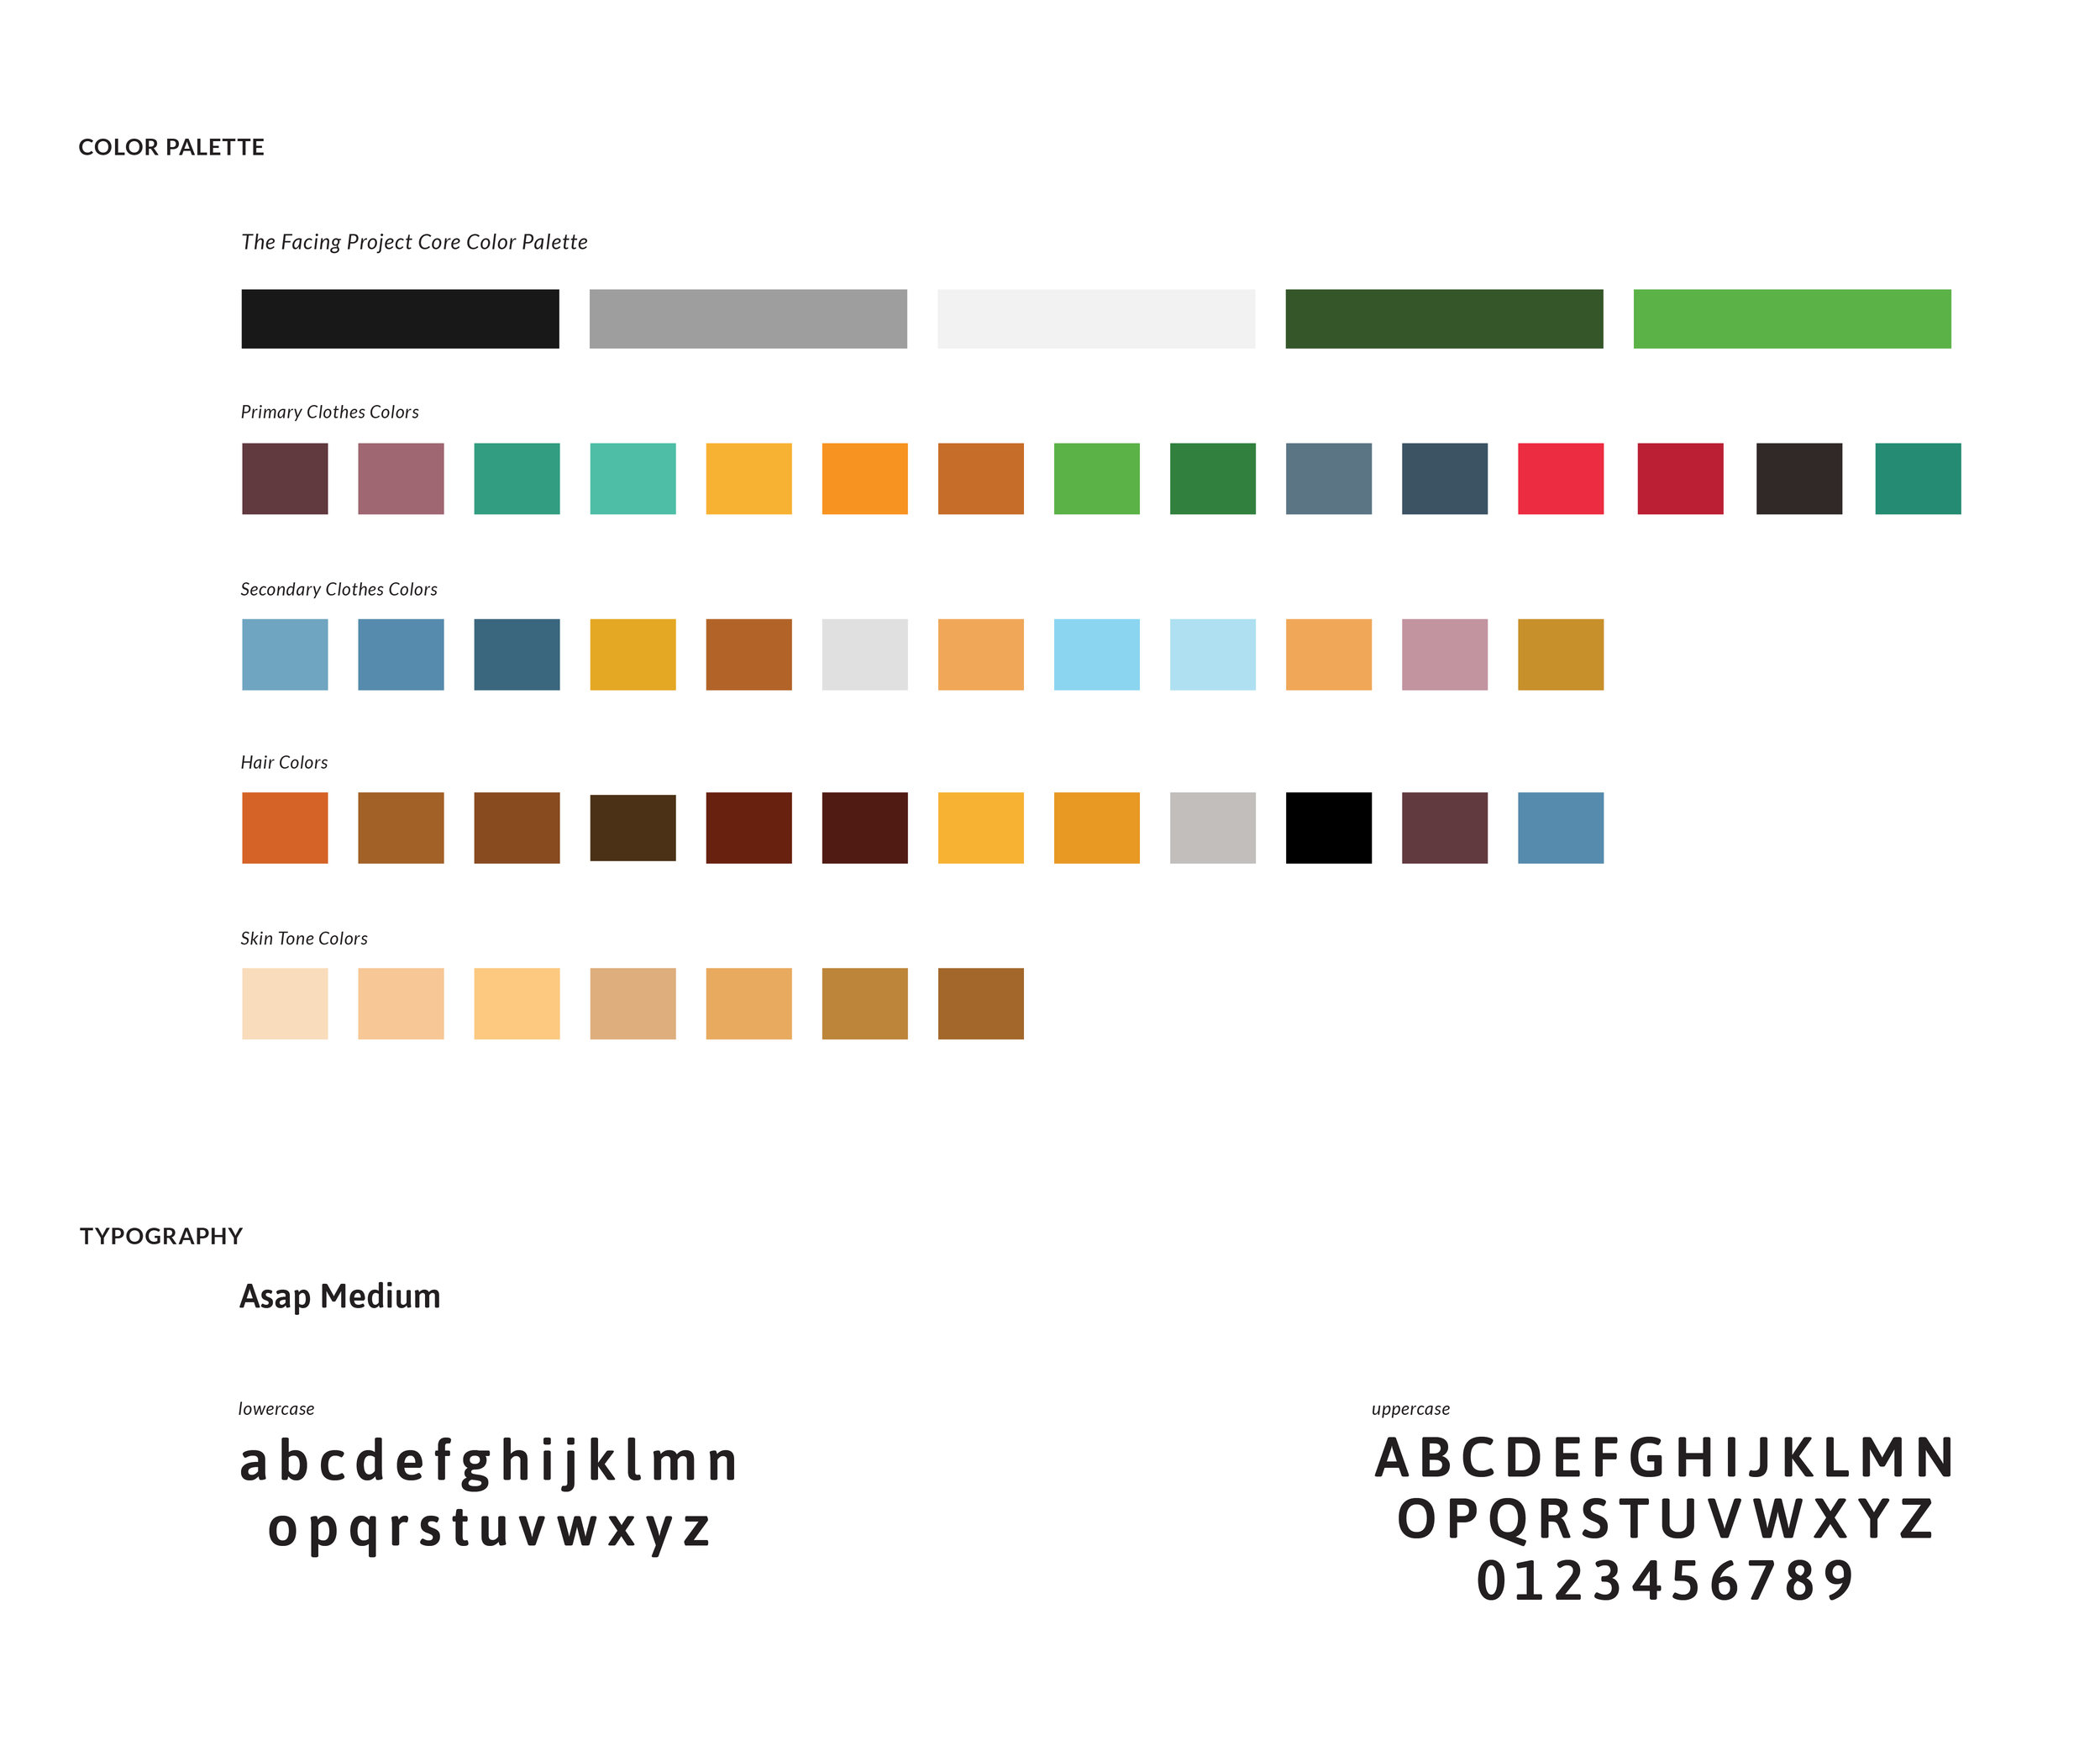 COLOR PALETTE
The Facing Project Core Color Palette
Primary Clothes Colors
Secondary Clothes Colors
Hair Colors
Skin Tone Colors
TYPOGRAPHY
Asap Medium
lowercase
a b c d e f g h i j k l m n
o p q r s t u v w x y z
uppercase
A B C D E F G H I J K L M N
O P Q R S T U V W X Y Z
0 1 2 3 4 5 6 7 8 9